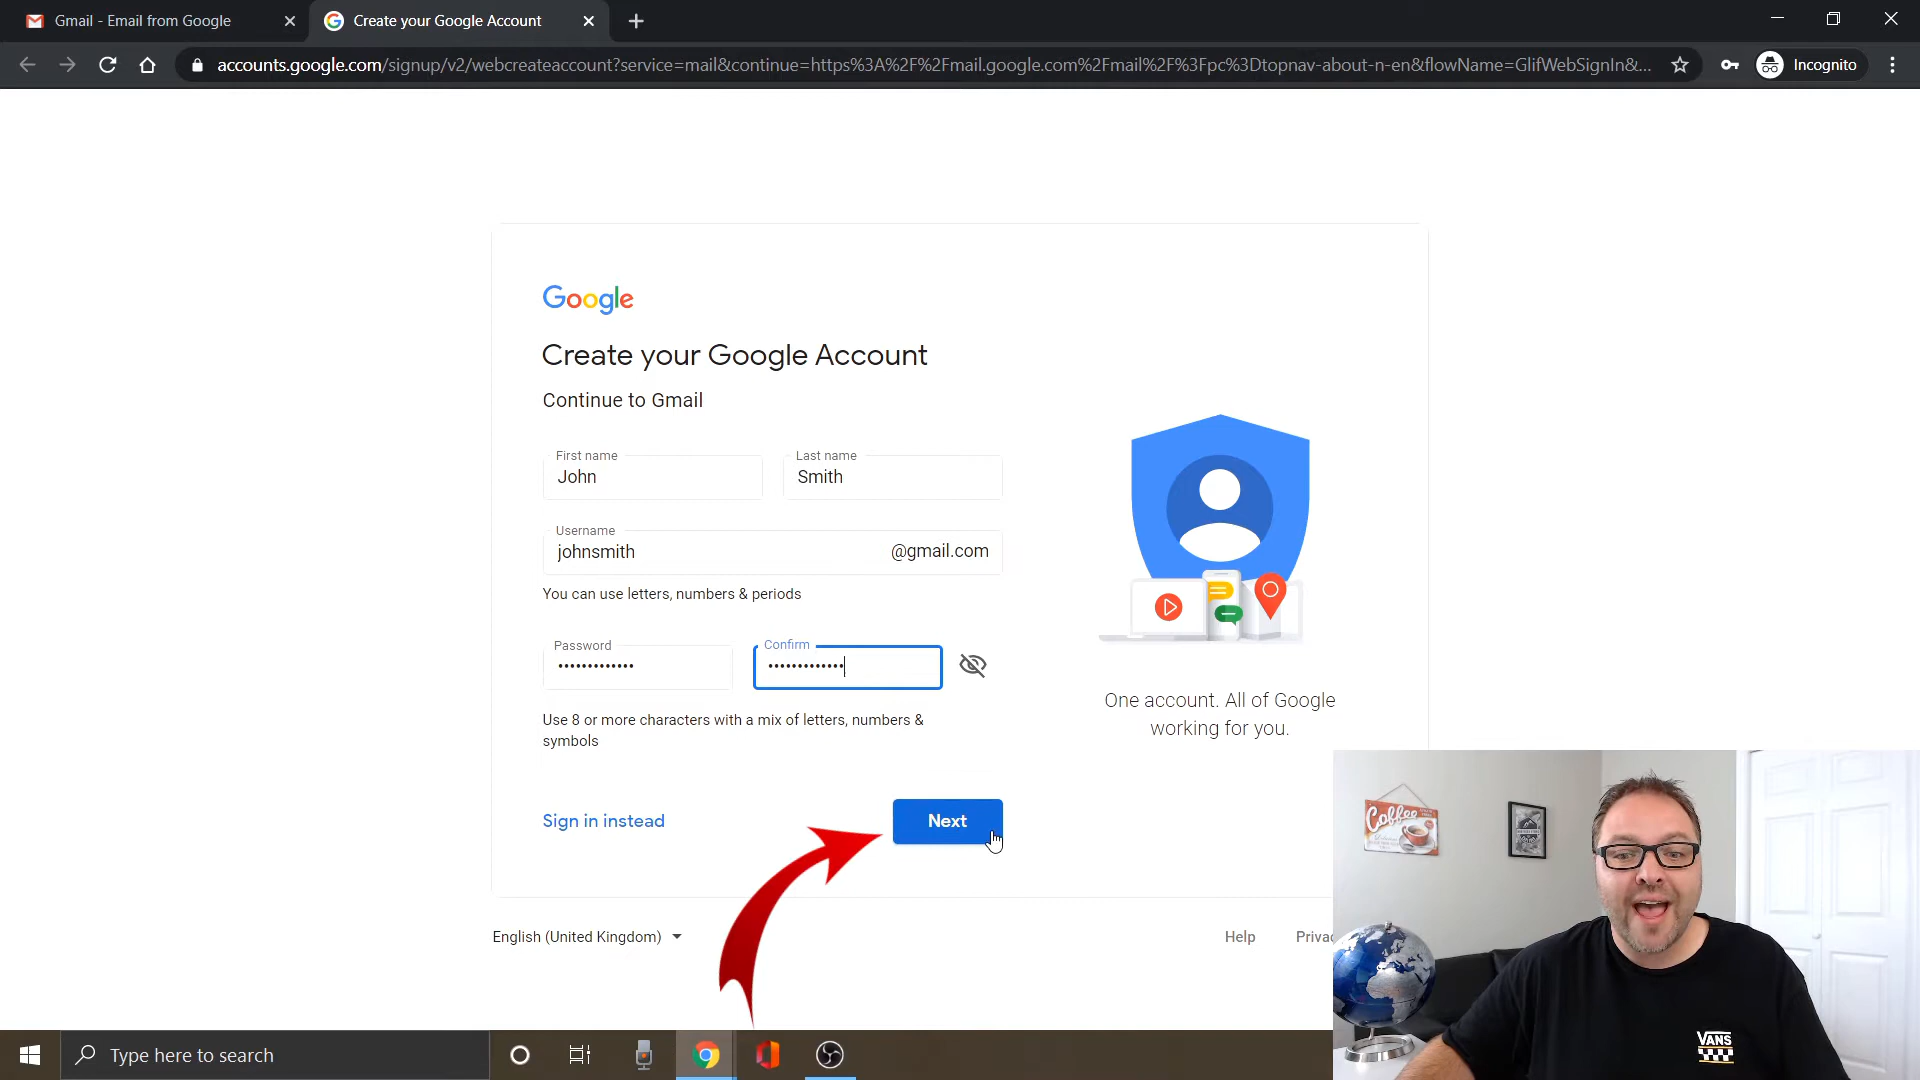 Gmail - Email from Google
Create your Google Account
accounts.google.com/signup/v2/webcreateaccount?service=mail&continue=https%3A%2F%2Fmail.google.com%2Fmail%2F%3Fpc%3Dtopnav-about-n-en&flowName=GlifWebSignIn&...
Incognito
Google
Create your Google Account
Continue to Gmail
First name
John
Last name
Smith
Username
johnsmith
@gmail.com
You can use letters, numbers & periods
Password
•••••••••••••
Confirm
•••••••••••••
Use 8 or more characters with a mix of letters, numbers &
symbols
One account. All of Google
working for you.
Sign in instead
Next
English (United Kingdom)
Help
Priva
Coffee
VANS
Type here to search